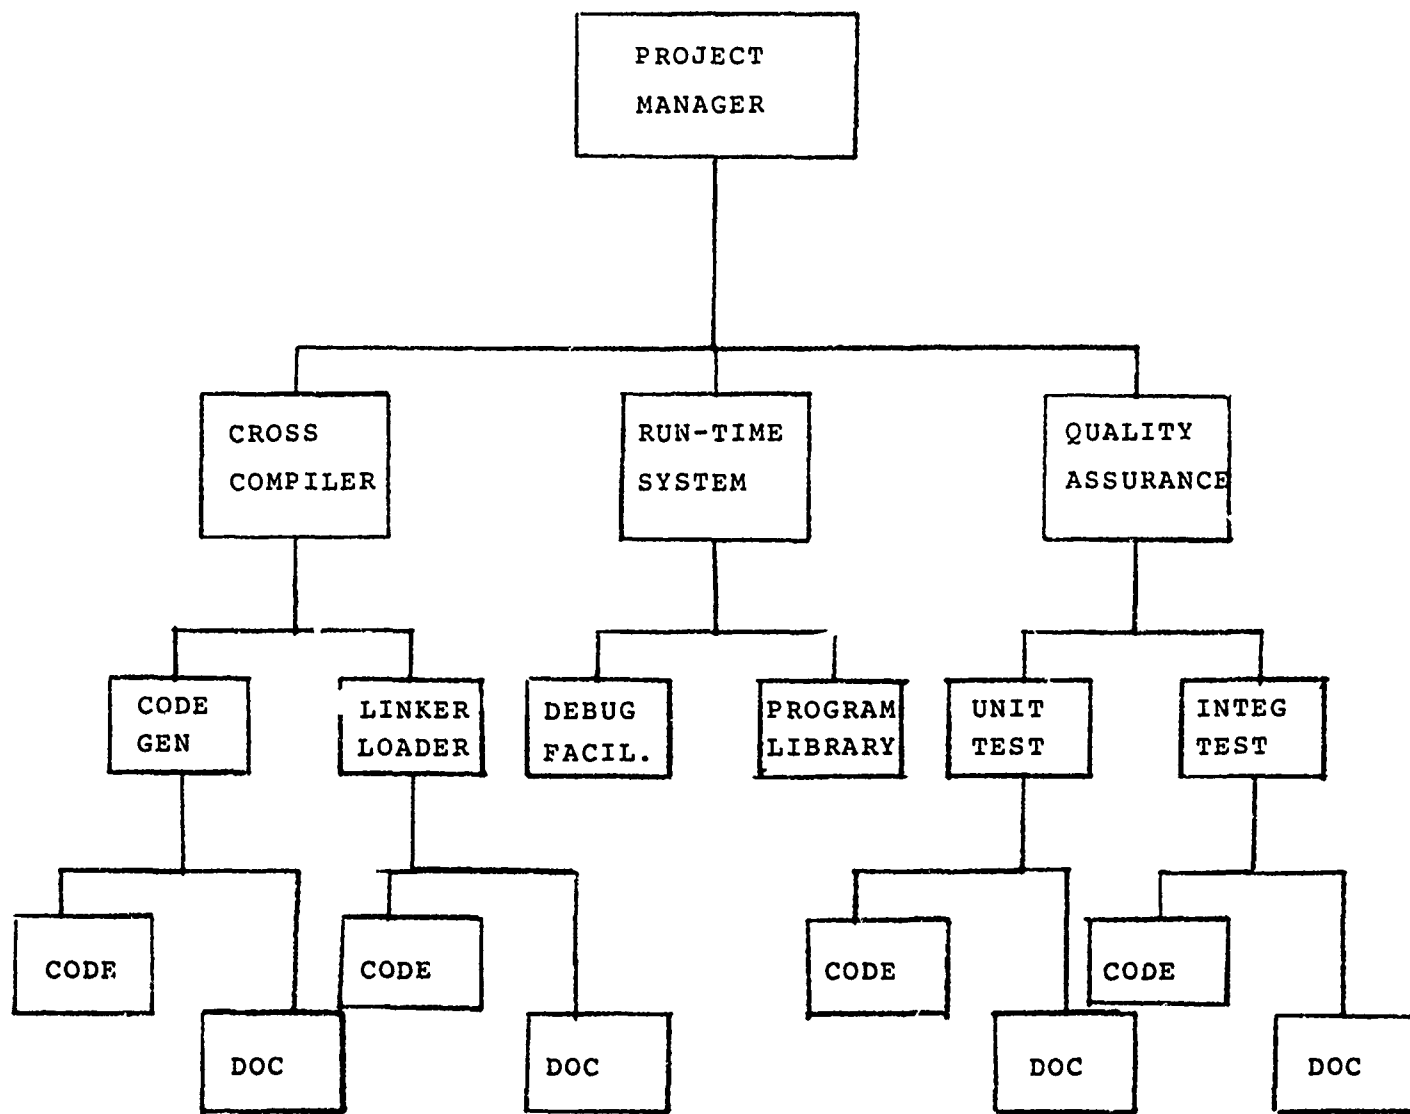 PROJECT
MANAGER
CROSS
COMPILER
RUN-TIME
SYSTEM
QUALITY
ASSURANCE
CODE
GEN
LINKER
LOADER
DEBUG
FACIL.
PROGRAM
LIBRARY
UNIT
TEST
INTEG
TEST
CODE
DOC
CODE
DOC
CODE
DOC
CODE
DOC